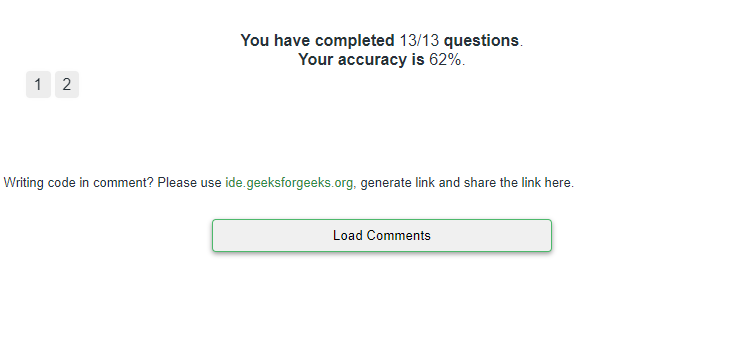 You have completed 13/13 questions.
Your accuracy is 62%.
1 2
Writing code in comment? Please use ide.geeksforgeeks.org, generate link and share the link here.
Load Comments